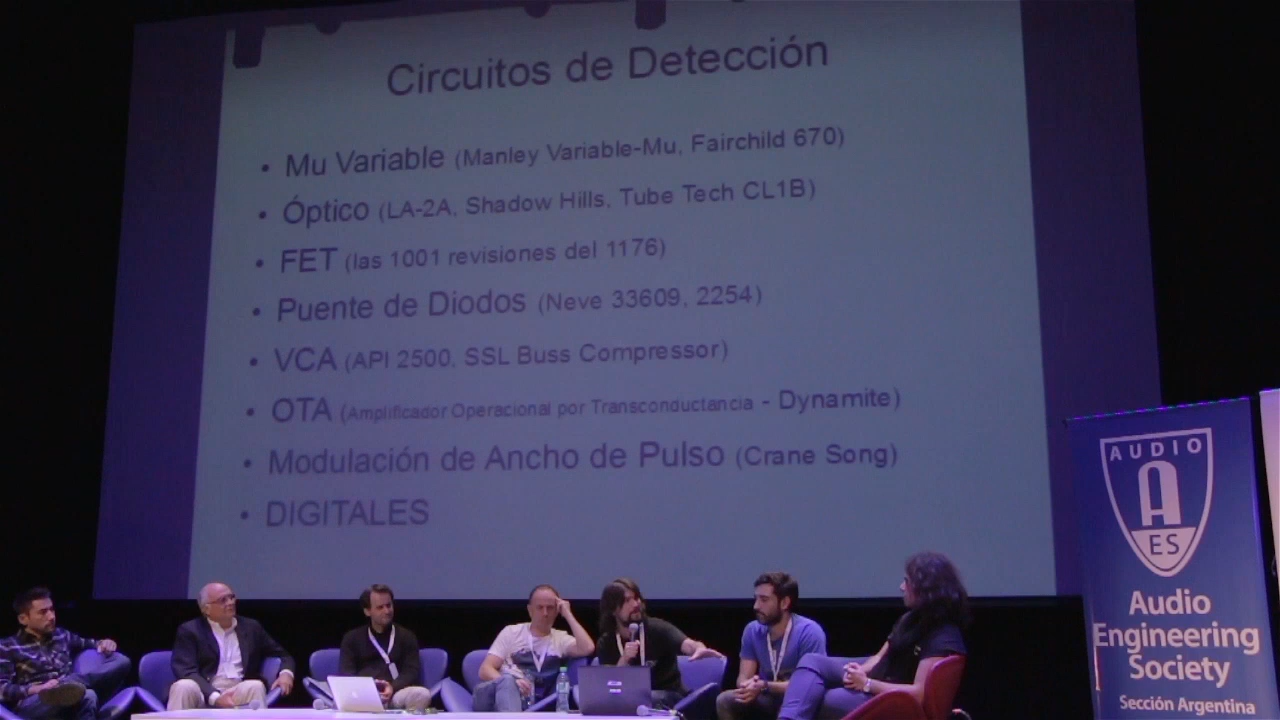 Circuitos de Detección
• Mu Variable (Manley Variable-Mu, Fairchild 670)
• Óptico (LA-2A, Shadow Hills, Tube Tech CL1B)
• FET (las 1001 revisiones del 1176)
• Puente de Diodos (Neve 33609, 2254)
• VCA (API 2500, SSL Buss Compressor)
• OTA (Amplificador Operacional por Transconductancia - Dynamite)
• Modulación de Ancho de Pulso (Crane Song)
• DIGITALES
AUDIO
A
ES
Audio
Engineering
Society
Sección Argentina